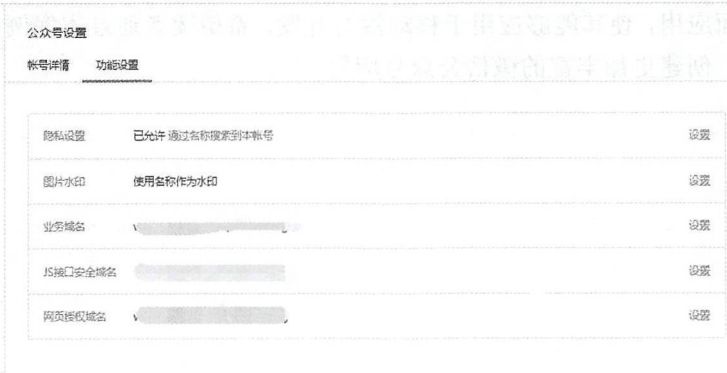 公众号设置
帐号详情 功能设置
隐私设置 已允许 通过名称搜索到本帐号 设置
图片水印 使用名称作为水印 设置
业务域名 设置
JS接口安全域名 设置
网页授权域名 设置